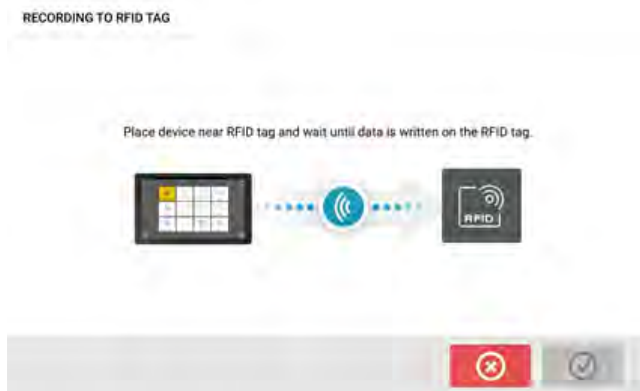 RECORDING TO RFID TAG
Place device near RFID tag and wait until data is written on the RFID tag.
RFID